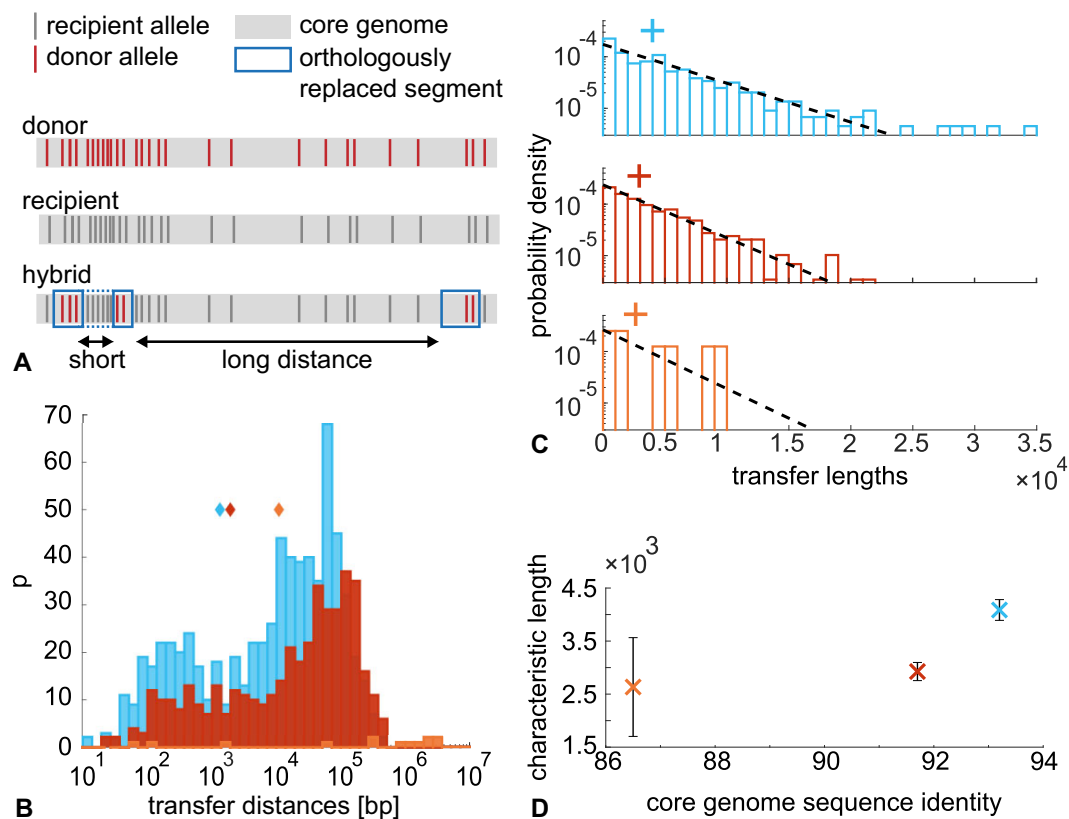 recipient allele
donor allele
core genome
orthologously
replaced segment
donor
recipient
hybrid
short
long distance
A
70
60
50
40
30
20
10
0
p
10^1
10^2
10^3
10^4
10^5
10^6
10^7
transfer distances [bp]
B
10^-4
10^-5
10^-4
10^-5
10^-4
10^-5
probability density
0
0.5
1
1.5
2
2.5
3
3.5
×10^4
transfer lengths
C
×10^3
4.5
3.5
2.5
1.5
characteristic length
86
88
90
92
94
core genome sequence identity
D